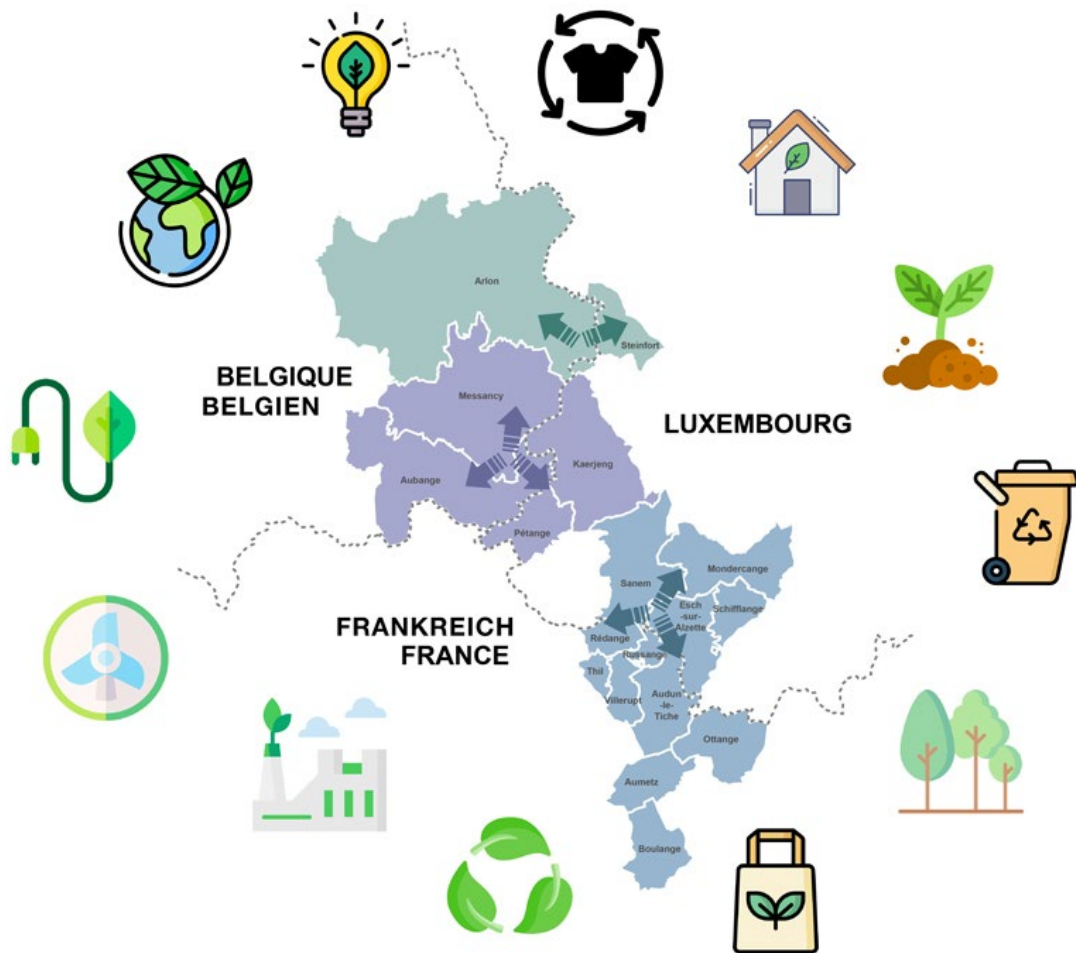 Arlon
Steinfort
BELGIQUE
BELGIEN
Messancy
LUXEMBOURG
Kaerjeng
Aubange
Pétange
Mondercange
Sanem
Esch
-sur-
Alzette
Schifflange
FRANKREICH
FRANCE
Rédange
Russange
Thil
Villerupt
Audun
-le-
Tiche
Ottange
Aumetz
Boulange